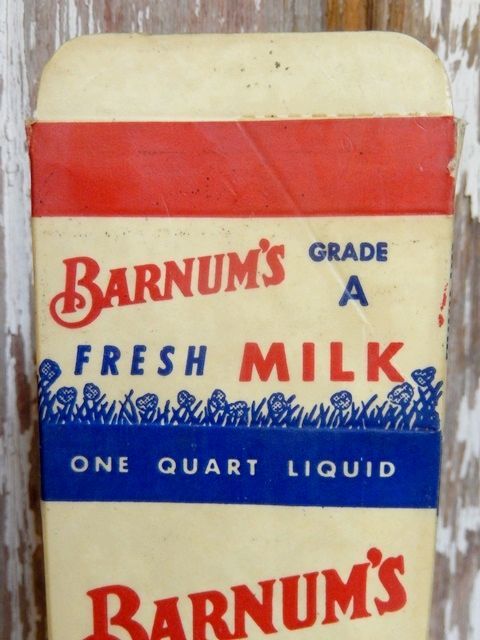 BARNUM'S GRADE A
FRESH MILK
ONE QUART LIQUID
BARNUM'S